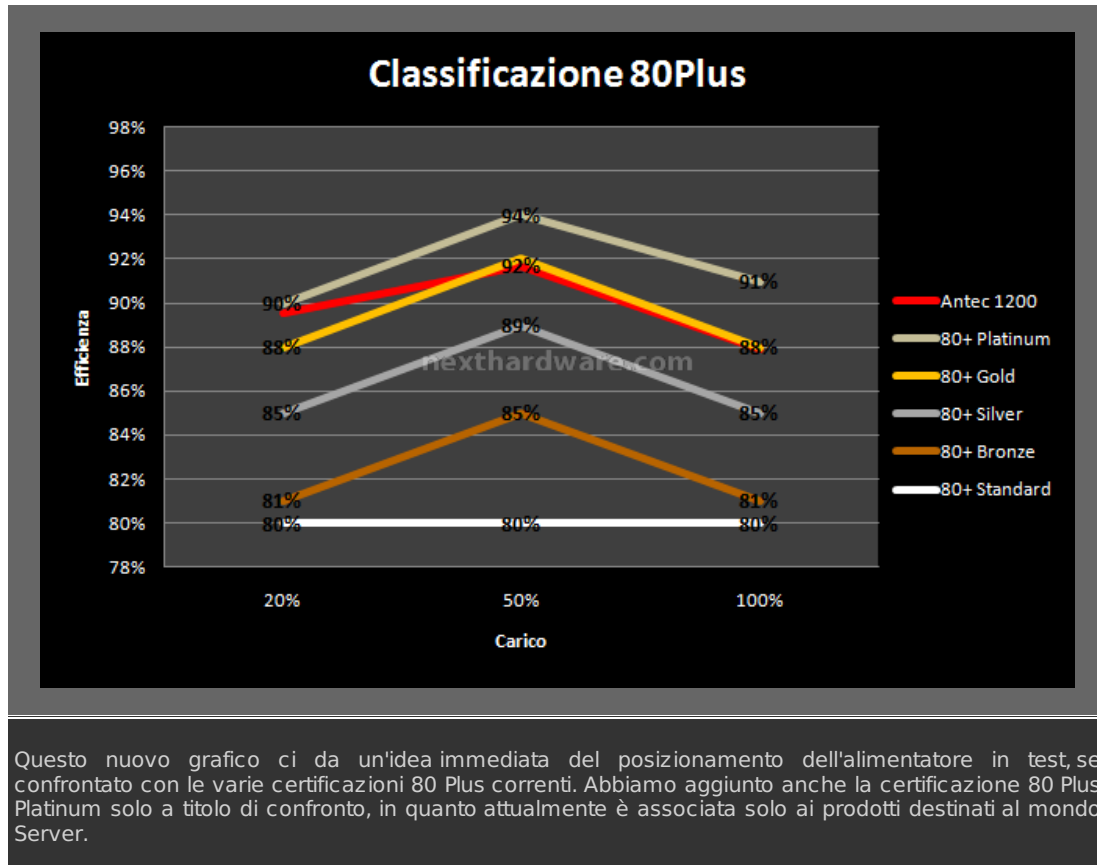 Classificazione 80Plus
98%
96%
94%
92%
90%
88%
86%
84%
82%
80%
78%
Efficienza
94%
90%
92%
91%
88%
89%
88%
nexthardware.com
85%
85%
85%
81%
81%
80%
80%
80%
20%
50%
100%
Carico
Antec 1200
80+ Platinum
80+ Gold
80+ Silver
80+ Bronze
80+ Standard
Questo nuovo grafico ci da un'idea immediata del posizionamento dell'alimentatore in test, se
confrontato con le varie certificazioni 80 Plus correnti. Abbiamo aggiunto anche la certificazione 80 Plus
Platinum solo a titolo di confronto, in quanto attualmente è associata solo ai prodotti destinati al mondo
Server.